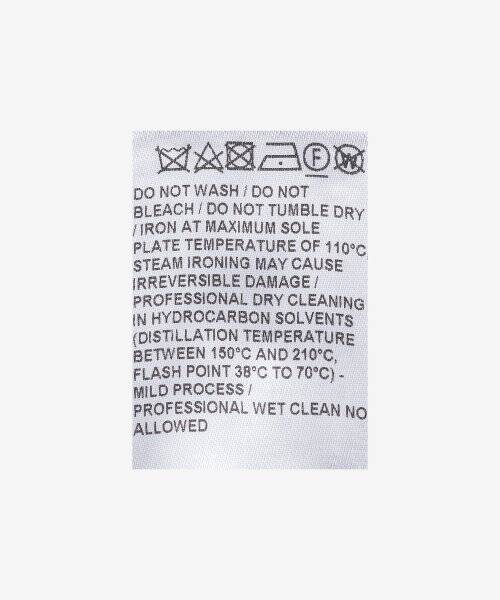 F W
DO NOT WASH / DO NOT
BLEACH / DO NOT TUMBLE DRY
/ IRON AT MAXIMUM SOLE
PLATE TEMPERATURE OF 110°C
STEAM IRONING MAY CAUSE
IRREVERSIBLE DAMAGE /
PROFESSIONAL DRY CLEANING
IN HYDROCARBON SOLVENTS
(DISTILLATION TEMPERATURE
BETWEEN 150°C AND 210°C,
FLASH POINT 38°C TO 70°C) -
MILD PROCESS /
PROFESSIONAL WET CLEAN NO
ALLOWED